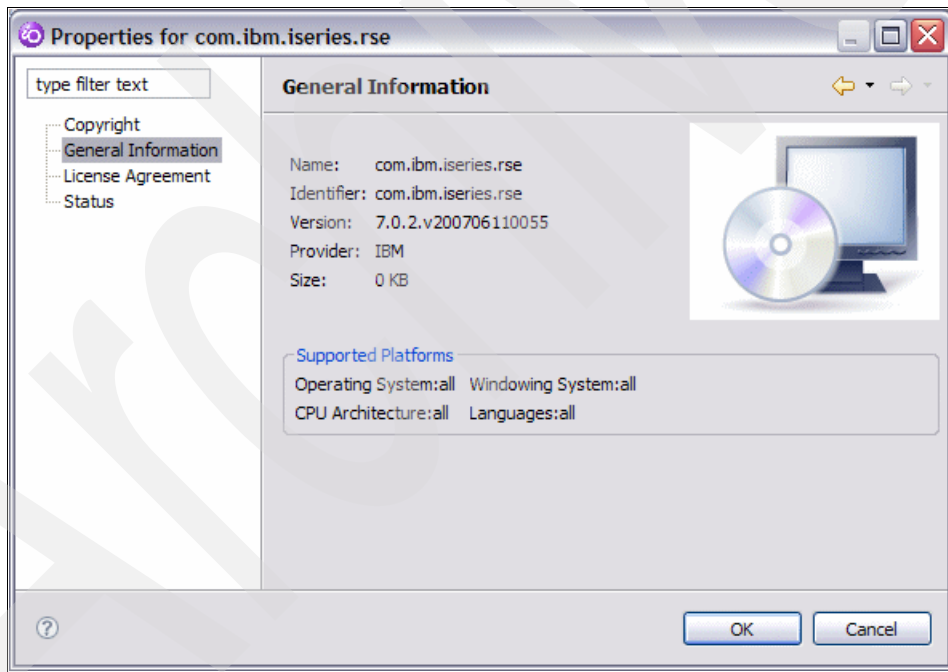 Properties for com.ibm.iseries.rse
type filter text
Copyright
General Information
License Agreement
Status
General Information
Name: com.ibm.iseries.rse
Identifier: com.ibm.iseries.rse
Version: 7.0.2.v200706110055
Provider: IBM
Size: 0 KB
Supported Platforms
Operating System:all Windowing System:all
CPU Architecture:all Languages:all
?
OK Cancel